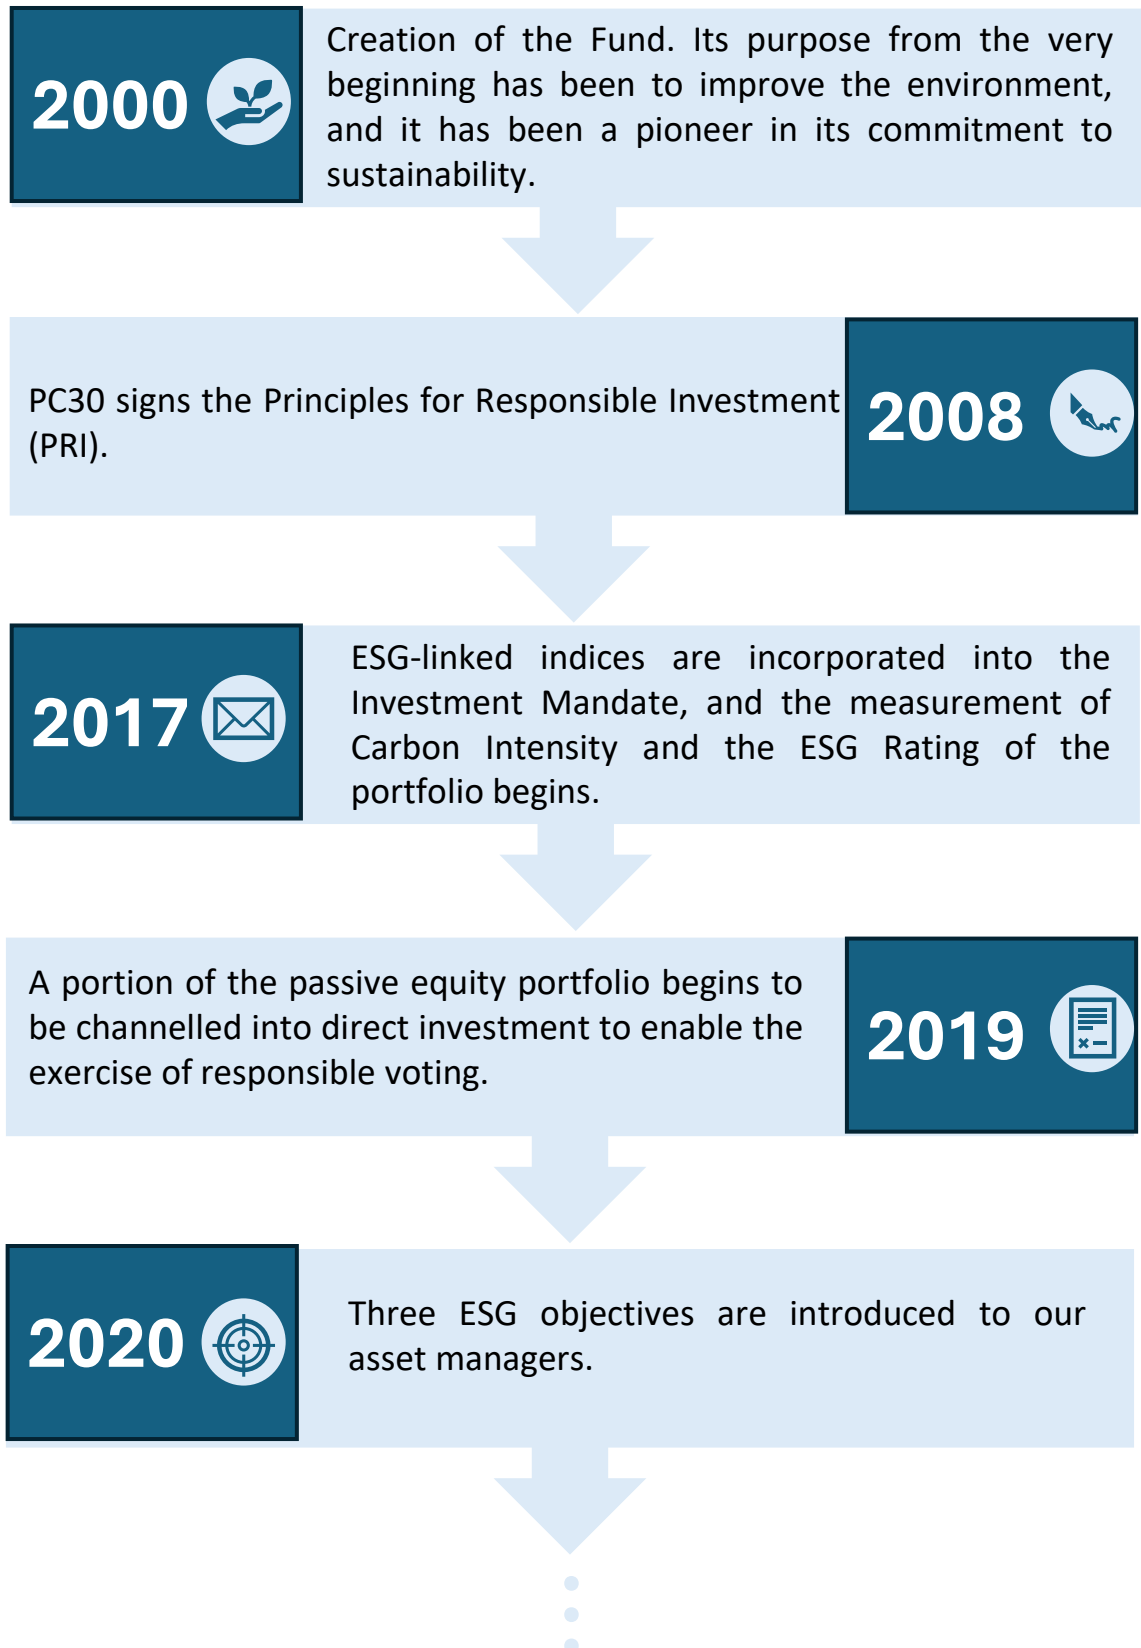 2000
Creation of the Fund. Its purpose from the very
beginning has been to improve the environment,
and it has been a pioneer in its commitment to
sustainability.
PC30 signs the Principles for Responsible Investment
(PRI).
2008
2017
ESG-linked indices are incorporated into the
Investment Mandate, and the measurement of
Carbon Intensity and the ESG Rating of the
portfolio begins.
A portion of the passive equity portfolio begins to
be channelled into direct investment to enable the
exercise of responsible voting.
2019
2020
Three ESG objectives are introduced to our
asset managers.